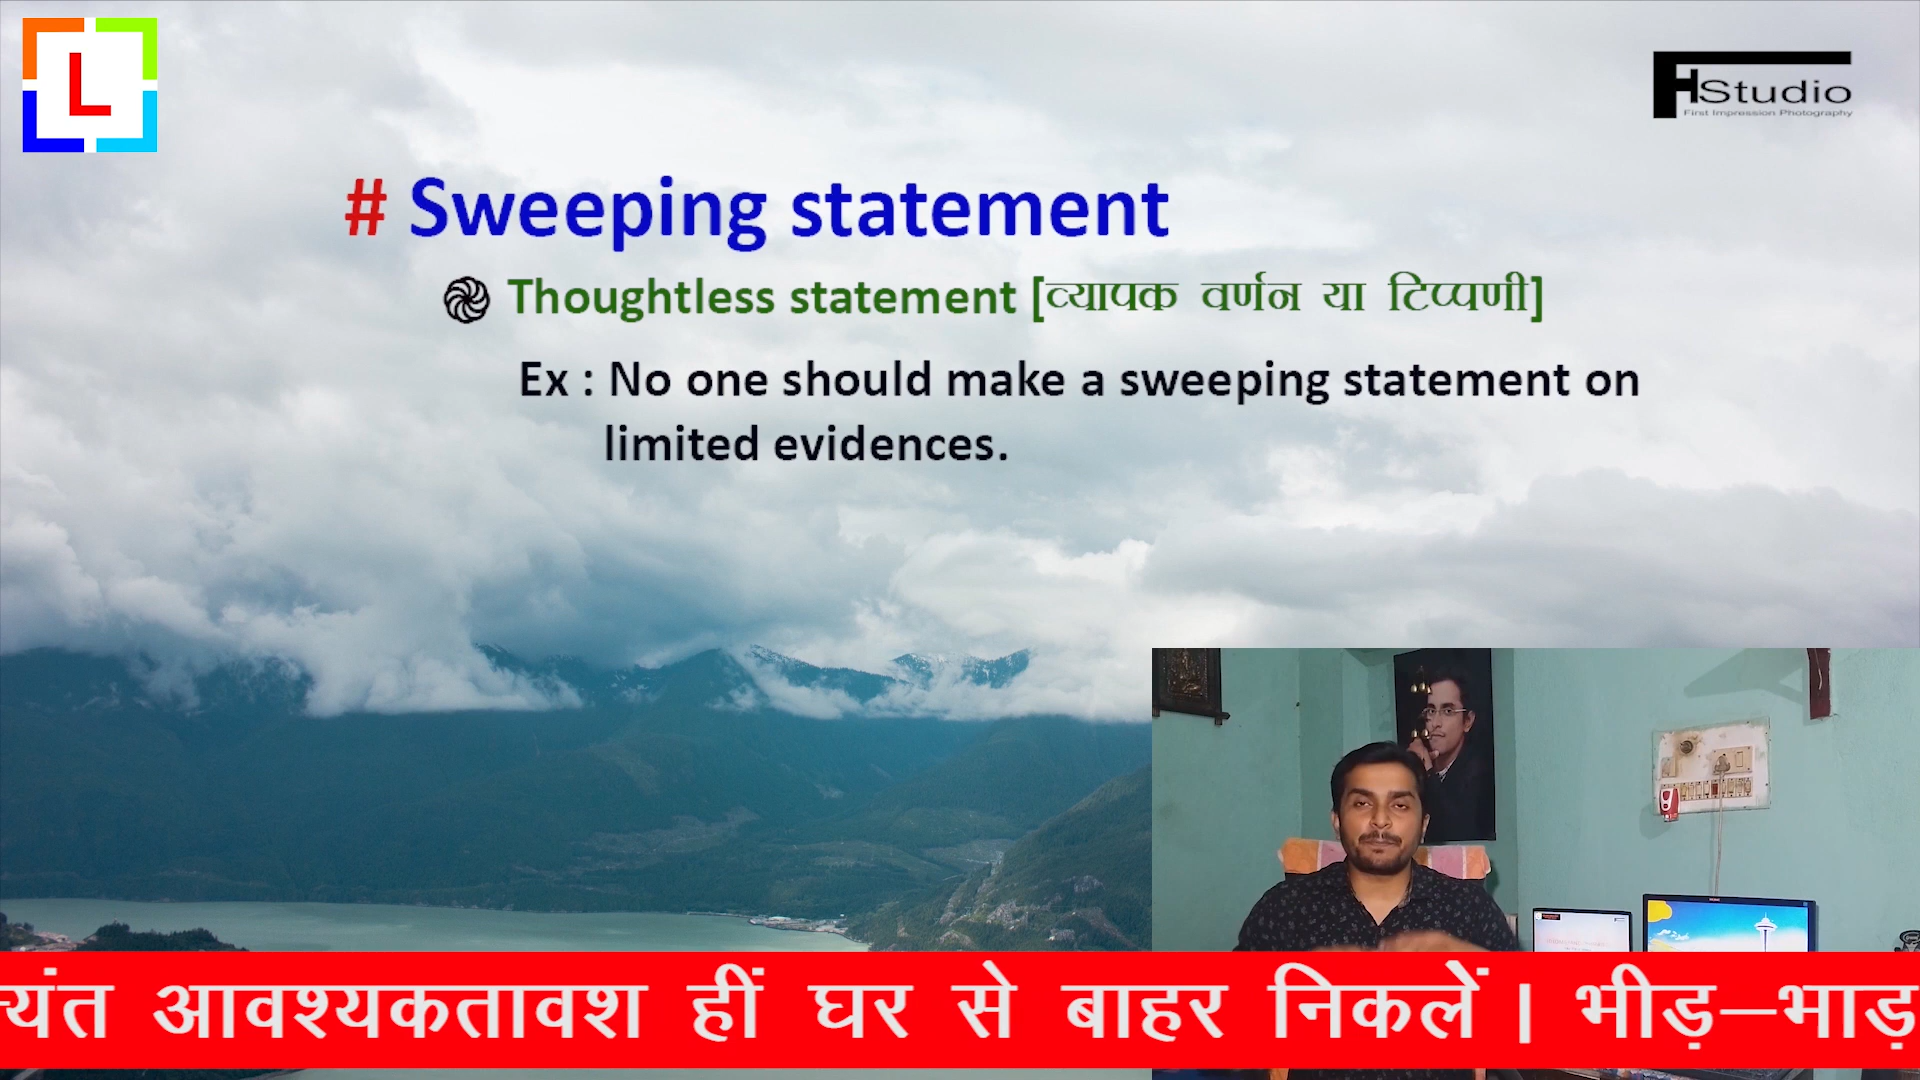 L
FHStudio
First Impression Photography
# Sweeping statement
Thoughtless statement [व्यापक वर्णन या टिप्पणी]
Ex : No one should make a sweeping statement on
limited evidences.
यंत आवश्यकतावश हीं घर से बाहर निकलें । भीड़–भाड़